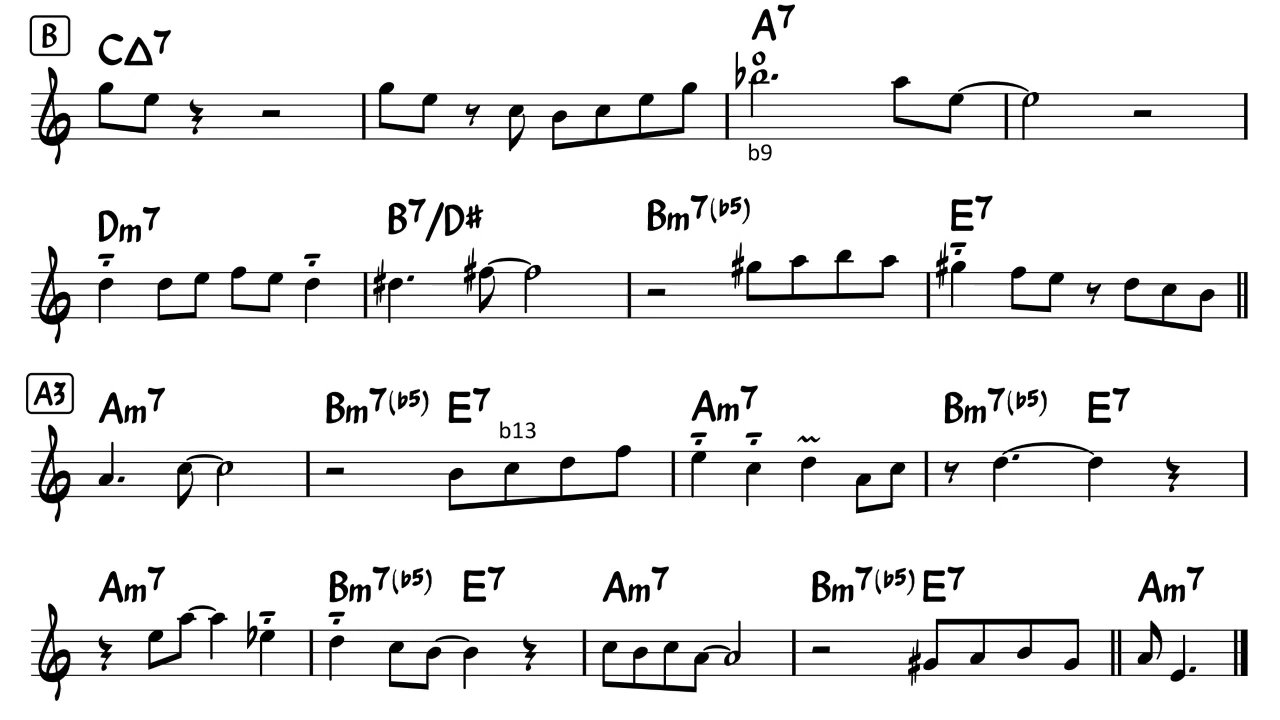 B CΔ7 A7
b9
Dm7 B7/D# Bm7(b5) E7
A3 Am7 Bm7(b5) E7 Am7 Bm7(b5) E7
b13
Am7 Bm7(b5) E7 Am7 Bm7(b5) E7 Am7